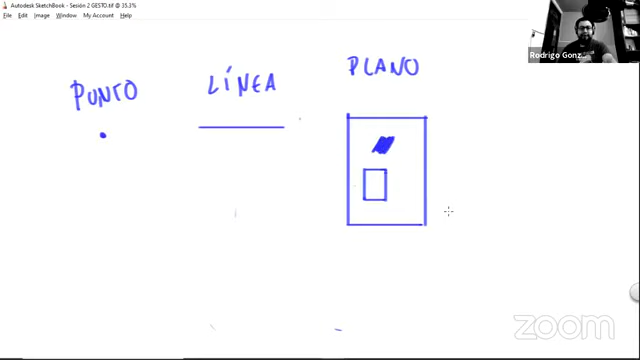 Autodesk SketchBook - Sesión 2 GESTO.tif @ 35,3%
File Edit Image Window My Account Help
Rodrigo Gonz...
PUNTO LÍNEA PLANO
zoom